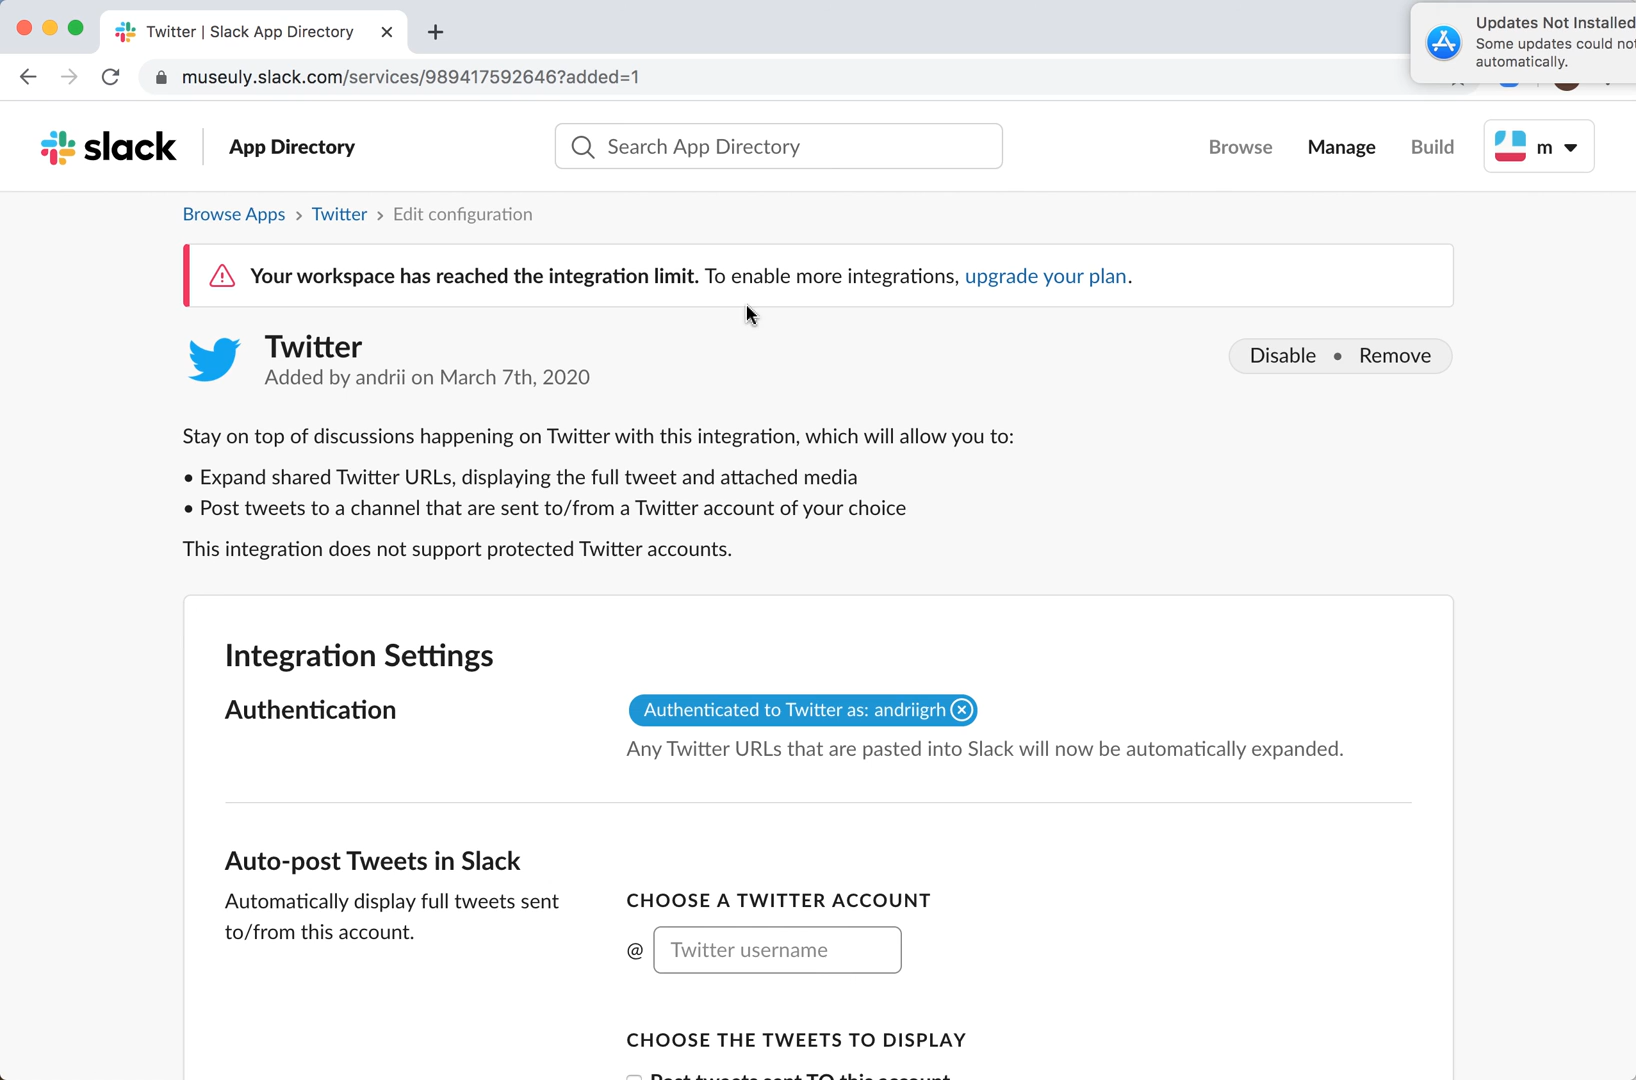 Twitter | Slack App Directory
Updates Not Installed
Some updates could not
automatically.
museuly.slack.com/services/989417592646?added=1
slack
App Directory
Search App Directory
Browse
Manage
Build
m
Browse Apps > Twitter > Edit configuration
Your workspace has reached the integration limit. To enable more integrations, upgrade your plan.
Twitter
Added by andrii on March 7th, 2020
Disable • Remove
Stay on top of discussions happening on Twitter with this integration, which will allow you to:
• Expand shared Twitter URLs, displaying the full tweet and attached media
• Post tweets to a channel that are sent to/from a Twitter account of your choice
This integration does not support protected Twitter accounts.
Integration Settings
Authentication
Authenticated to Twitter as: andriigrh
Any Twitter URLs that are pasted into Slack will now be automatically expanded.
Auto-post Tweets in Slack
Automatically display full tweets sent
to/from this account.
CHOOSE A TWITTER ACCOUNT
@ Twitter username
CHOOSE THE TWEETS TO DISPLAY
Post tweets sent TO this account